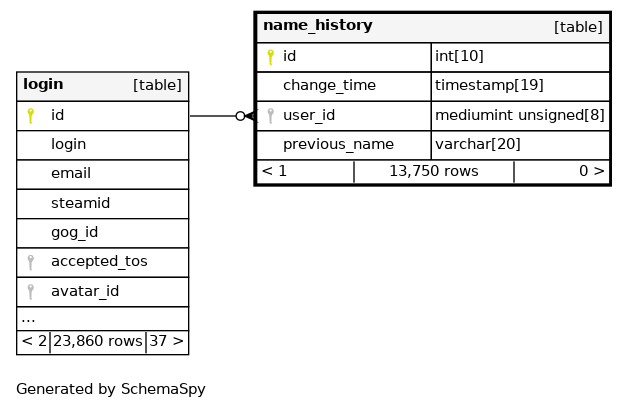 name_history [table]
id int[10]
change_time timestamp[19]
user_id mediumint unsigned[8]
previous_name varchar[20]
< 1 13,750 rows 0 >
login [table]
id
login
email
steamid
gog_id
accepted_tos
avatar_id
...
< 2 23,860 rows 37 >
Generated by SchemaSpy